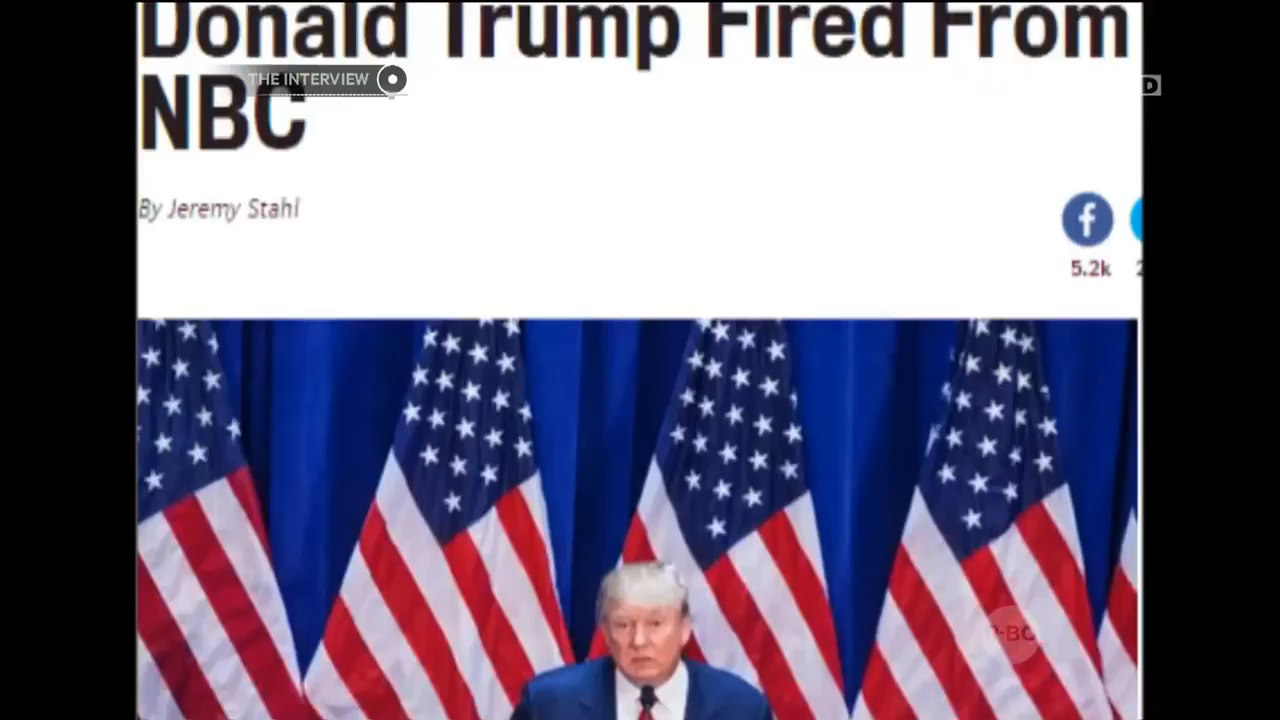 Donald Trump Fired From
NBC
THE INTERVIEW
By Jeremy Stahl
5.2k